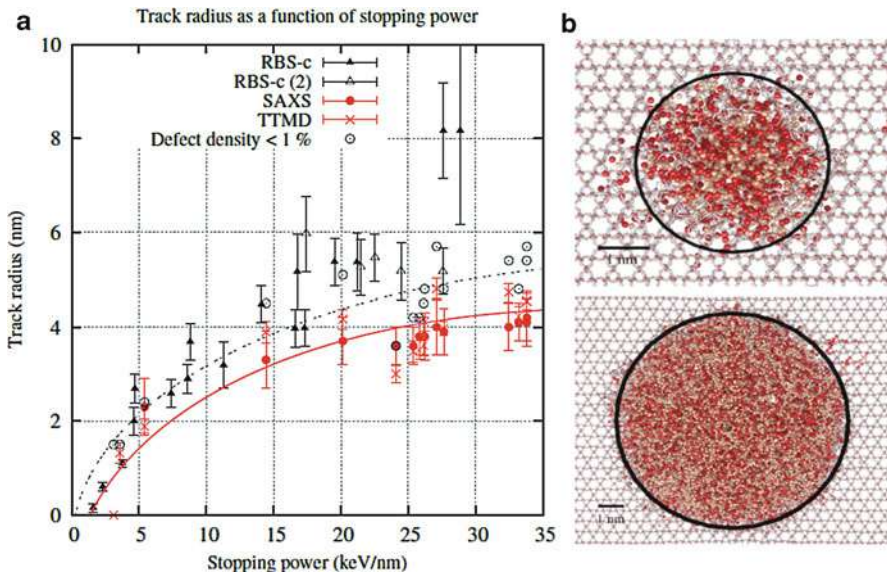 a
Track radius as a function of stopping power
10
8
6
4
2
0
Track radius (nm)
RBS-c
RBS-c (2)
SAXS
TTMD
Defect density < 1 %
0 5 10 15 20 25 30 35
Stopping power (keV/nm)
b
1 nm
1 nm